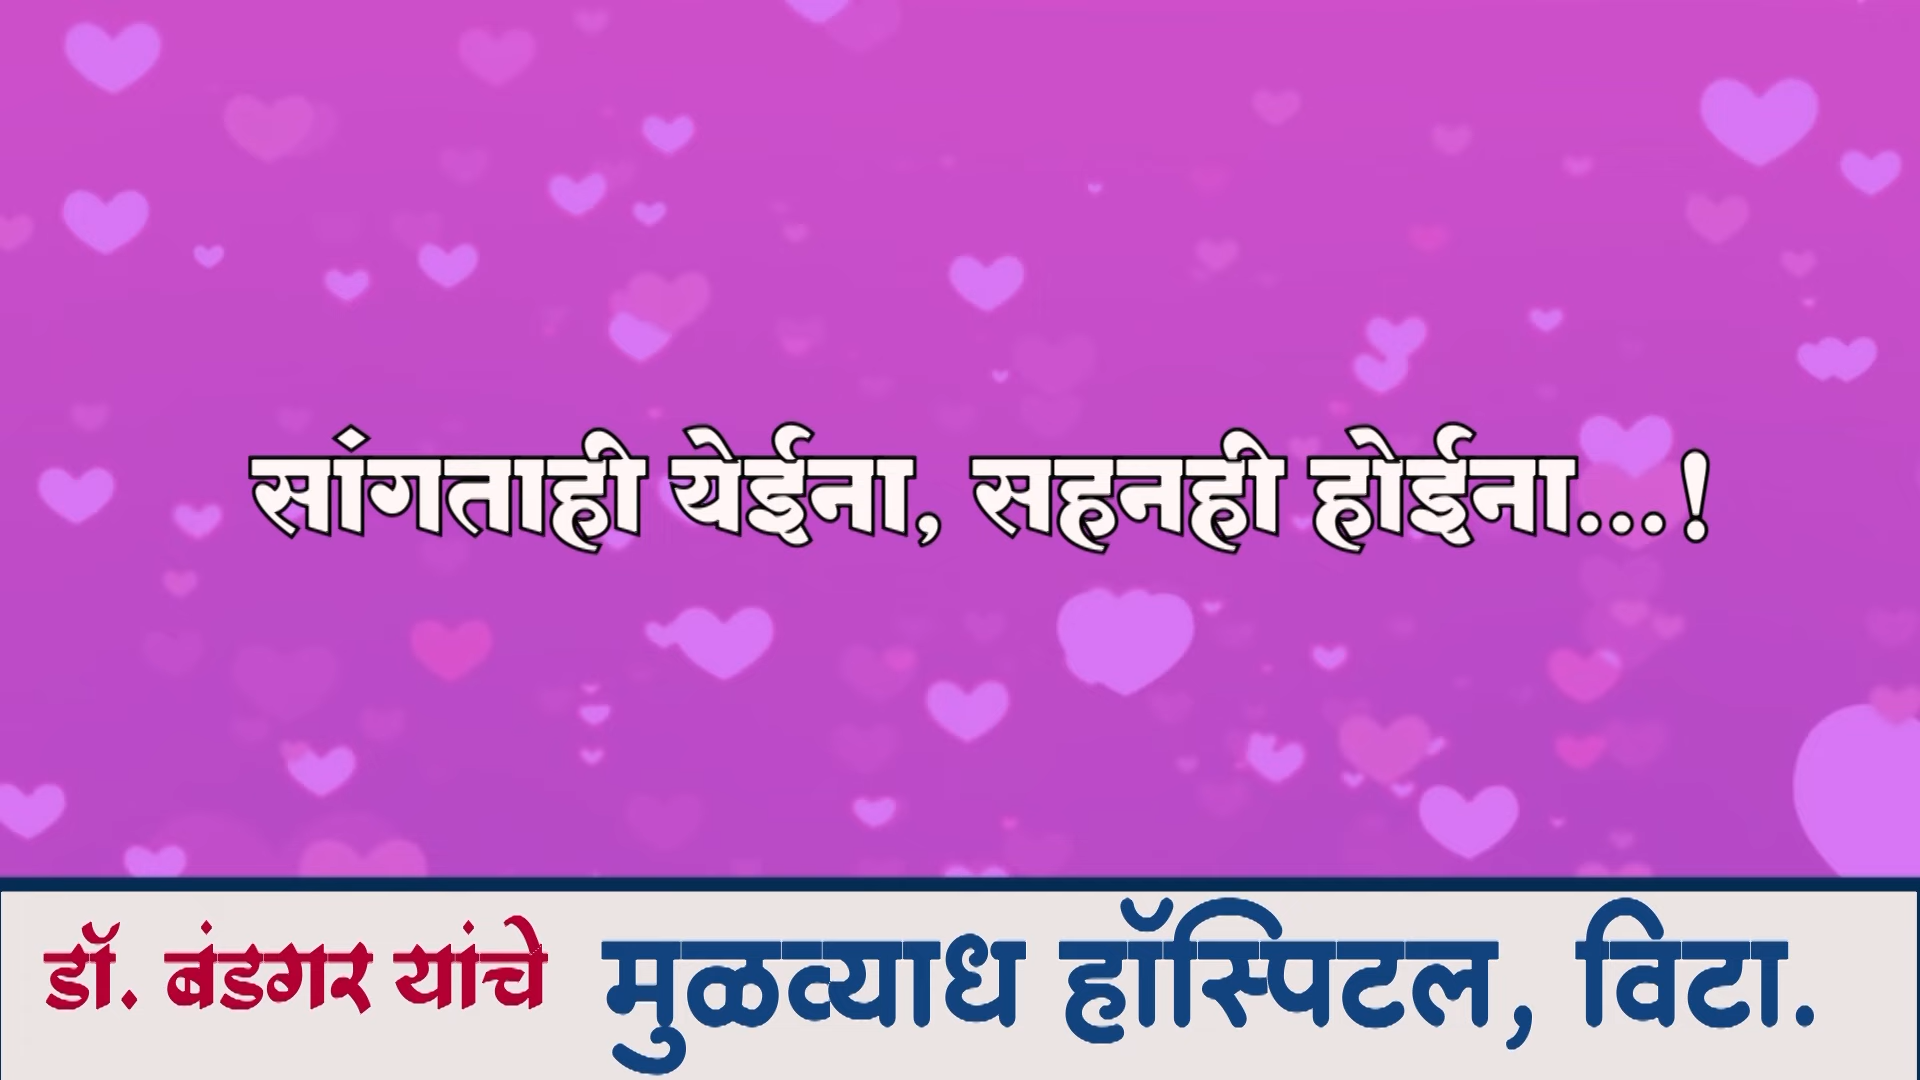 सांगताही येईना, सहनही होईना...!
डॉ. बंडगर यांचे मुळव्याध हॉस्पिटल, विटा.